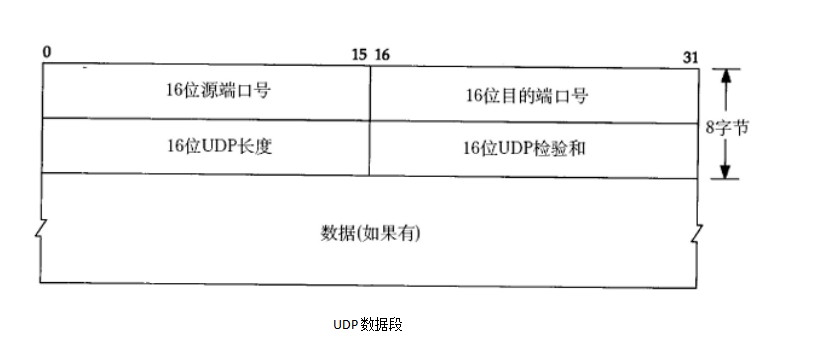 0 15 16 31
16位源端口号 16位目的端口号
8字节
16位UDP长度 16位UDP检验和
数据(如果有)
UDP数据段